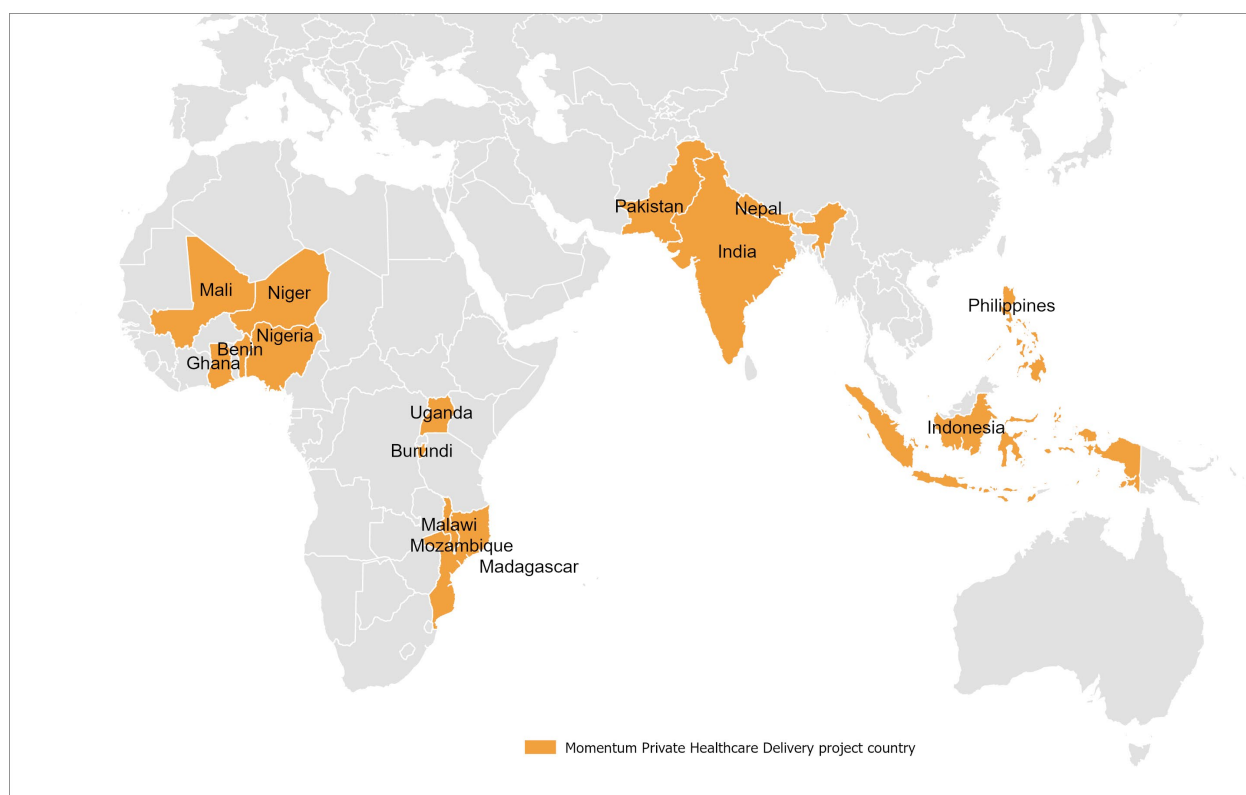 Pakistan
Nepal
India
Mali
Niger
Philippines
Nigeria
Benin
Ghana
Uganda
Indonesia
Burundi
Malawi
Mozambique
Madagascar
Momentum Private Healthcare Delivery project country